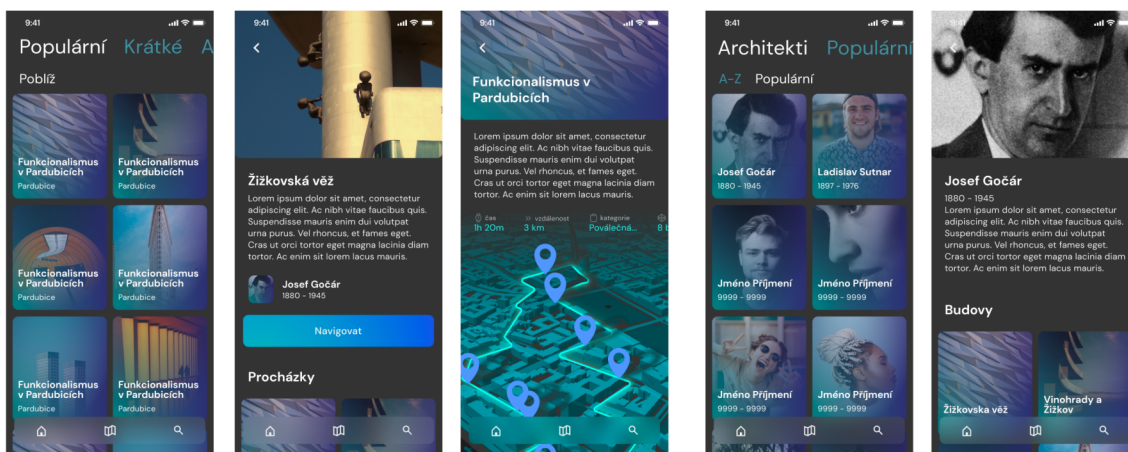 9:41
Populární Krátké A
Poblíž
Funkcionalismus
v Pardubicích
Pardubice
Funkcionalismus
v Pardubicích
Pardubice
Funkcionalismus
v Pardubicích
Pardubice
Funkcionalismus
v Pardubicích
Pardubice
Funkcionalismus
v Pardubicích
Pardubice
Funkcionalismus
v Pardubicích
Pardubice
9:41
Žižkovská věž
Lorem ipsum dolor sit amet, consectetur
adipiscing elit. Ac nibh vitae faucibus quis.
Suspendisse mauris enim dui volutpat
urna purus. Vel rhoncus, et fames eget.
Cras ut orci tortor eget magna lacinia diam
tortor. Ac enim sit lorem lacus mauris.
Josef Gočár
1880 - 1945
Navigovat
Procházky
9:41
Funkcionalismus v
Pardubicích
Lorem ipsum dolor sit amet, consectetur
adipiscing elit. Ac nibh vitae faucibus quis.
Suspendisse mauris enim dui volutpat
urna purus. Vel rhoncus, et fames eget.
Cras ut orci tortor eget magna lacinia diam
tortor. Ac enim sit lorem lacus mauris.
čas vzdálenost kategorie
1h 20m 3 km Poválečná... 8 b
9:41
Architekti Populární
A-Z Populární
Josef Gočár
1880 - 1945
Ladislav Sutnar
1897 - 1976
Jméno Příjmení
9999 - 9999
Jméno Příjmení
9999 - 9999
Jméno Příjmení
9999 - 9999
Jméno Příjmení
9999 - 9999
9:41
Josef Gočár
1880 - 1945
Lorem ipsum dolor sit amet, consectetur
adipiscing elit. Ac nibh vitae faucibus quis.
Suspendisse mauris enim dui volutpat
urna purus. Vel rhoncus, et fames eget.
Cras ut orci tortor eget magna lacinia diam
tortor. Ac enim sit lorem lacus mauris.
Budovy
Žižkovska věž
Vinohrady a
Žižkov